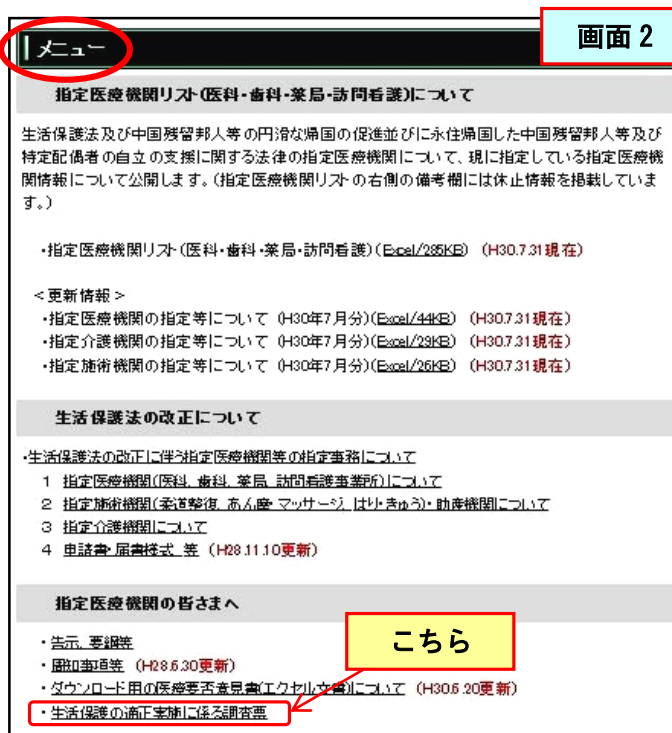 画面２
メニュー
指定医療機関リスト(医科・歯科・薬局・訪問看護)について
生活保護法及び中国残留邦人等の円滑な帰国の促進並びに永住帰国した中国残留邦人等及び
特定配偶者の自立の支援に関する法律の指定医療機関について、現に指定している指定医療機
関情報について公開します。(指定医療機関リストの右側の備考欄には休止情報を掲載していま
す。)
・指定医療機関リスト(医科・歯科・薬局・訪問看護)(Excel/285KB) (H30.7.31現在)
＜更新情報＞
・指定医療機関の指定等について (H30年7月分)(Excel/44KB) (H30.7.31現在)
・指定介護機関の指定等について (H30年7月分)(Excel/29KB) (H30.7.31現在)
・指定施術機関の指定等について (H30年7月分)(Excel/26KB) (H30.7.31現在)
生活保護法の改正について
・生活保護法の改正に伴う指定医療機関等の指定事務について
1 指定医療機関(医科、歯科、薬局、訪問看護事業所)について
2 指定施術機関(柔道整復、あん摩・マッサージ、はり・きゅう)・助産機関について
3 指定介護機関について
4 申請書・届書様式 等 (H28.11.10更新)
指定医療機関の皆さまへ
こちら
・告示、要綱等
・周知事項等 (H28.6.30更新)
・ダウンロード用の医療要否意見書(エクセル文書)について (H30.6.20更新)
・生活保護の適正実施に係る調査票